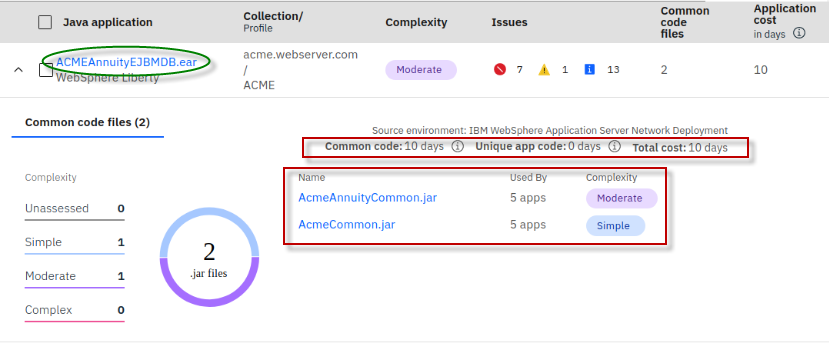 Java application
Collection/
Profile
Complexity
Issues
Common
code
files
Application
cost
in days
ACMEAnnuityEJBMDB.ear
WebSphere Liberty
acme.webserver.com
/
ACME
Moderate
7
1
13
2
10
Common code files (2)
Source environment: IBM WebSphere Application Server Network Deployment
Common code: 10 days Unique app code: 0 days Total cost: 10 days
Complexity
Unassessed 0
Simple 1
Moderate 1
Complex 0
2
.jar files
Name Used By Complexity
AcmeAnnuityCommon.jar 5 apps Moderate
AcmeCommon.jar 5 apps Simple